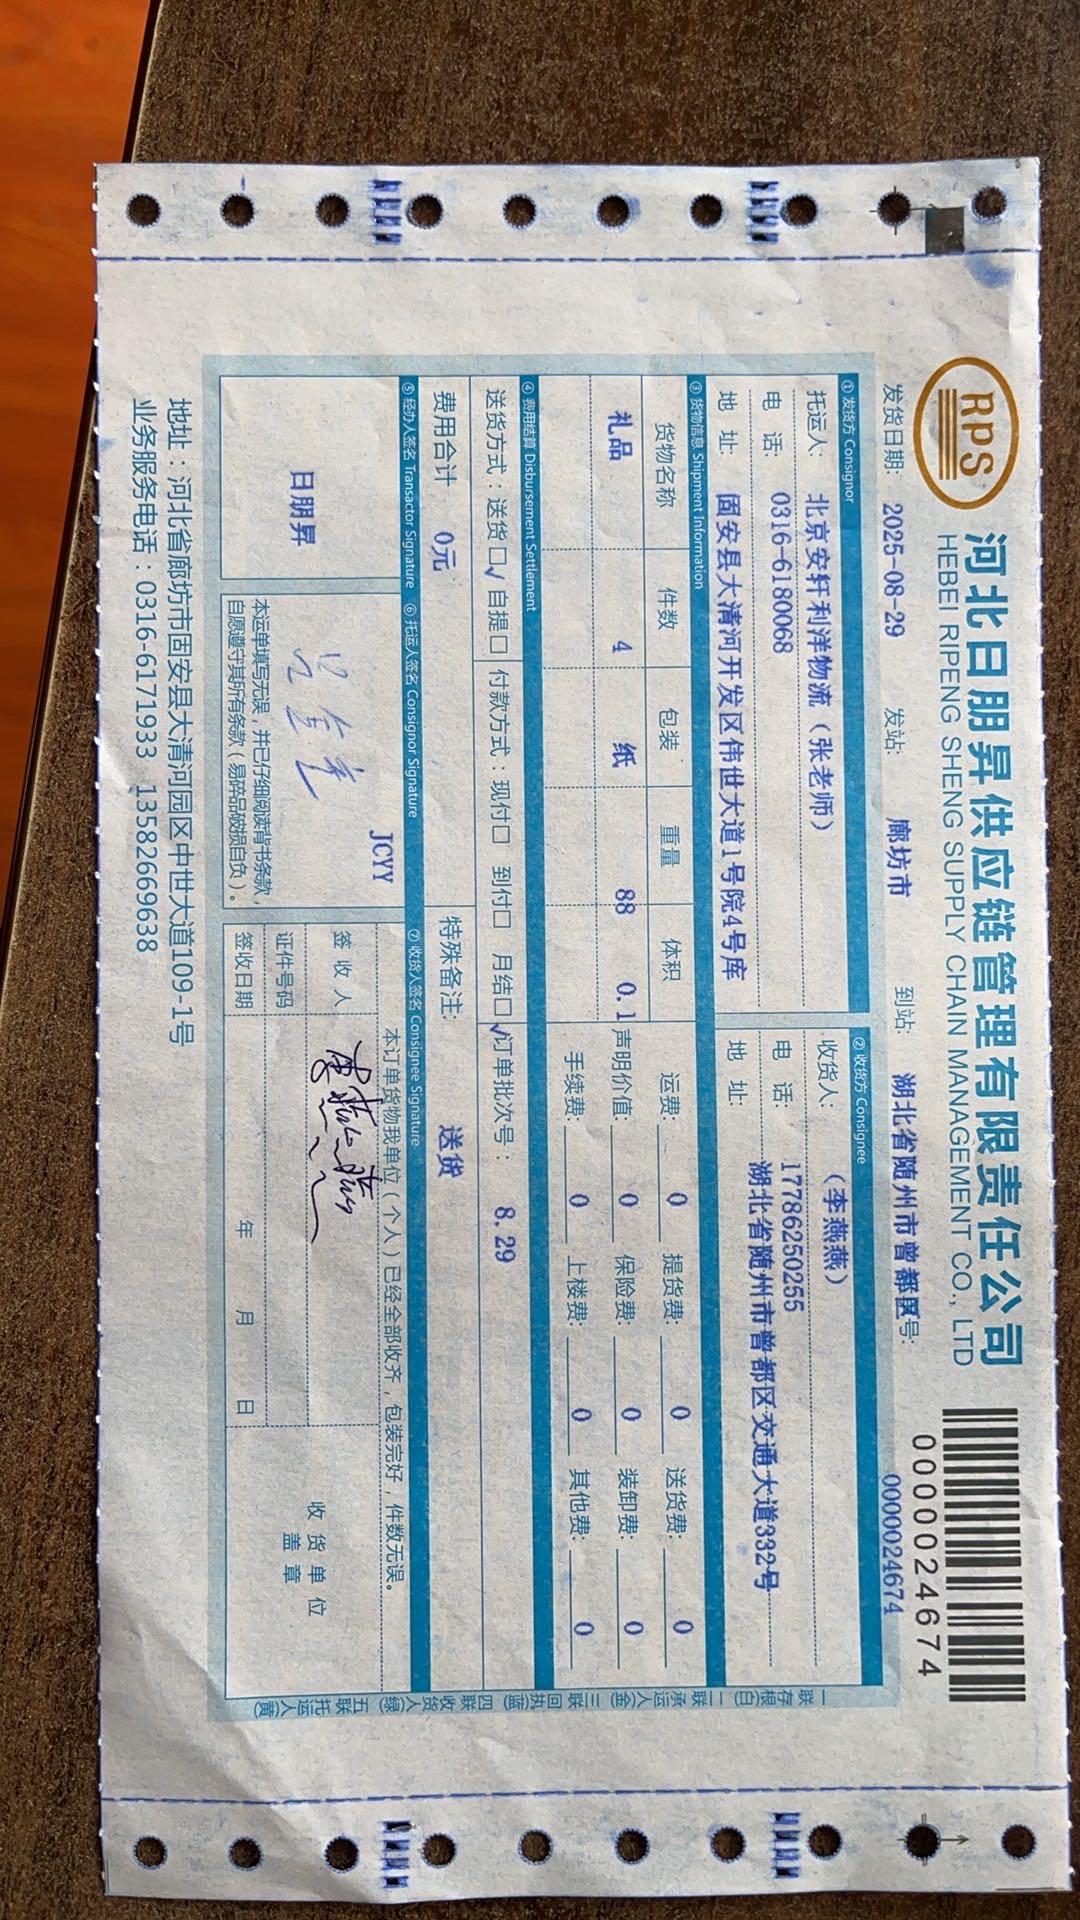 RPS
河北日朋昇供应链管理有限责任公司
HEBEI RIPENG SHENG SUPPLY CHAIN MANAGEMENT CO., LTD
0000024674
发货日期: 2025-08-29 发站: 廊坊市 到站: 湖北省随州市曾都区 号: 0000024674
① 发货方 Consignor
托运人: 北京安轩利洋物流（张老师）
电 话: 0316-6180068
地 址: 固安县大清河开发区伟世大道1号院4号库
② 收货方 Consignee
收货人: （李燕燕）
电 话: 17786250255
地 址: 湖北省随州市曾都区交通大道332号
③ 货物信息 Shipment Information
货物名称 件数 包装 重量 体积
礼品 4 纸 88 0.1
运费: 0 提货费: 0 送货费: 0
声明价值: 0 保险费: 0 装卸费: 0
手续费: 0 上楼费: 0 其他费: 0
④ 费用结算 Disbursement Settlement
送货方式：送货□√ 自提□ 付款方式：现付□ 到付□ 月结□√ 订单批次号： 8.29
费用合计 0元 特殊备注: 送货
⑤ 经办人签名 Transactor Signature ⑥ 托运人签名 Consignor Signature ⑦ 收货人签名 Consignee Signature
日朋昇
JCYY
本运单填写无误，并已仔细阅读背书条款，
自愿遵守其所有条款（易碎品破损自负）。
本订单货物我单位（个人）已经全部收齐，包装完好，件数无误。
签 收 人
证件号码
签收日期 年 月 日
收 货 单 位
盖 章
一联存根(白) 二联承运人(金) 三联回执(蓝) 四联收货人(绿) 五联托运人(黄)
地址：河北省廊坊市固安县大清河园区中世大道109-1号
业务服务电话：0316-6171933 13582669638